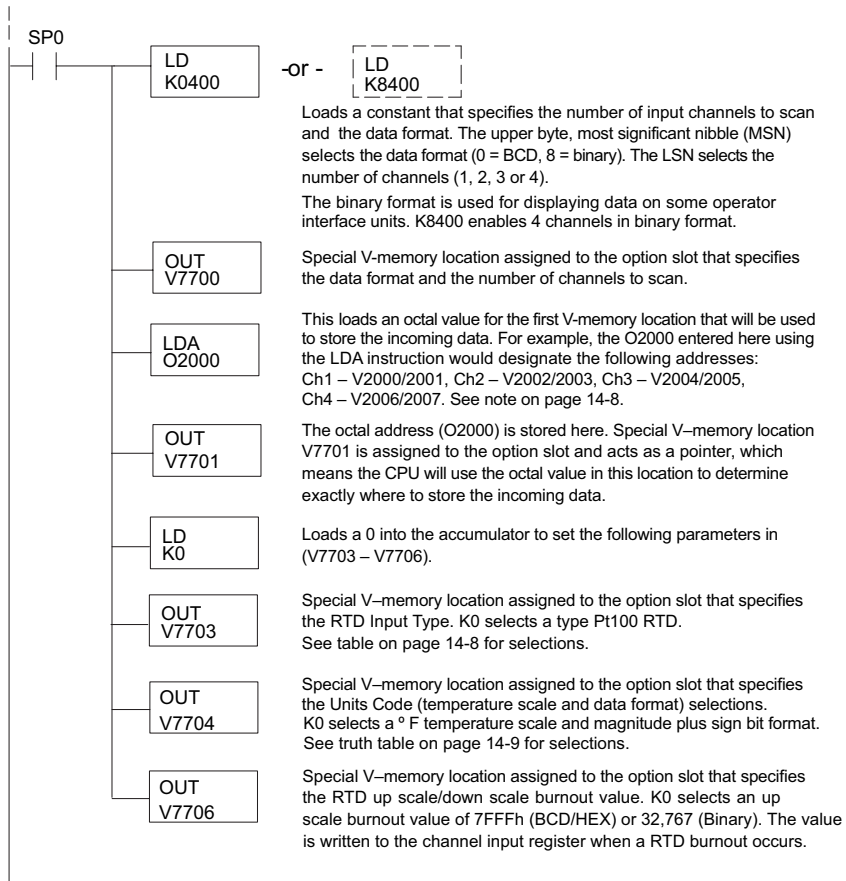 SP0
LD
K0400
-or -
LD
K8400
Loads a constant that specifies the number of input channels to scan
and the data format. The upper byte, most significant nibble (MSN)
selects the data format (0 = BCD, 8 = binary). The LSN selects the
number of channels (1, 2, 3 or 4).
The binary format is used for displaying data on some operator
interface units. K8400 enables 4 channels in binary format.
OUT
V7700
Special V-memory location assigned to the option slot that specifies
the data format and the number of channels to scan.
LDA
O2000
This loads an octal value for the first V-memory location that will be used
to store the incoming data. For example, the O2000 entered here using
the LDA instruction would designate the following addresses:
Ch1 – V2000/2001, Ch2 – V2002/2003, Ch3 – V2004/2005,
Ch4 – V2006/2007. See note on page 14-8.
OUT
V7701
The octal address (O2000) is stored here. Special V–memory location
V7701 is assigned to the option slot and acts as a pointer, which
means the CPU will use the octal value in this location to determine
exactly where to store the incoming data.
LD
K0
Loads a 0 into the accumulator to set the following parameters in
(V7703 – V7706).
OUT
V7703
Special V–memory location assigned to the option slot that specifies
the RTD Input Type. K0 selects a type Pt100 RTD.
See table on page 14-8 for selections.
OUT
V7704
Special V–memory location assigned to the option slot that specifies
the Units Code (temperature scale and data format) selections.
K0 selects a º F temperature scale and magnitude plus sign bit format.
See truth table on page 14-9 for selections.
OUT
V7706
Special V–memory location assigned to the option slot that specifies
the RTD up scale/down scale burnout value. K0 selects an up
scale burnout value of 7FFFh (BCD/HEX) or 32,767 (Binary). The value
is written to the channel input register when a RTD burnout occurs.